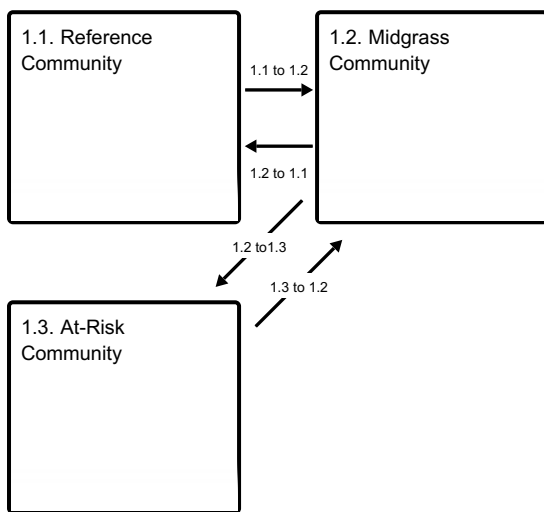 1.1. Reference
Community
1.2. Midgrass
Community
1.1 to 1.2
1.2 to 1.1
1.2 to1.3
1.3 to 1.2
1.3. At-Risk
Community